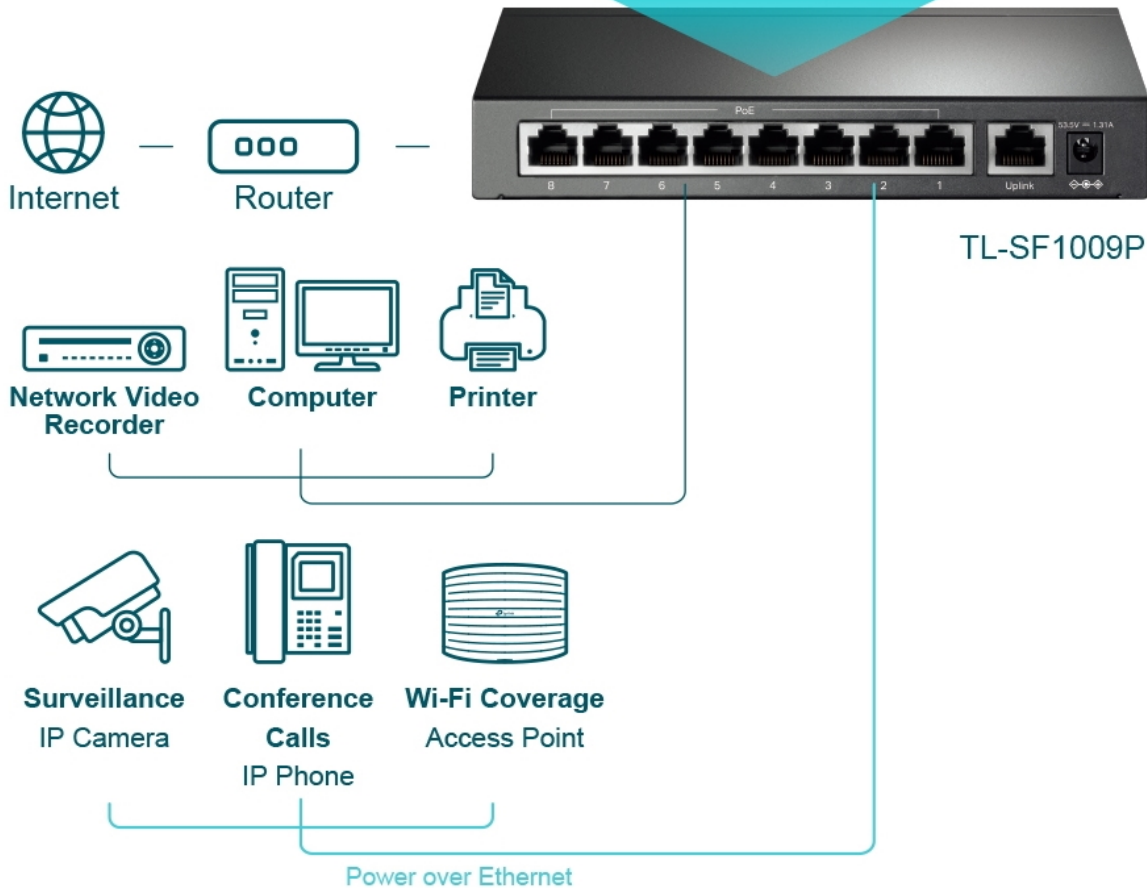 PoE
53.5V ⎓ 1.31A
8 7 6 5 4 3 2 1 Uplink
Internet
Router
TL-SF1009P
Network Video
Recorder
Computer
Printer
Surveillance
IP Camera
Conference
Calls
IP Phone
Wi-Fi Coverage
Access Point
Power over Ethernet